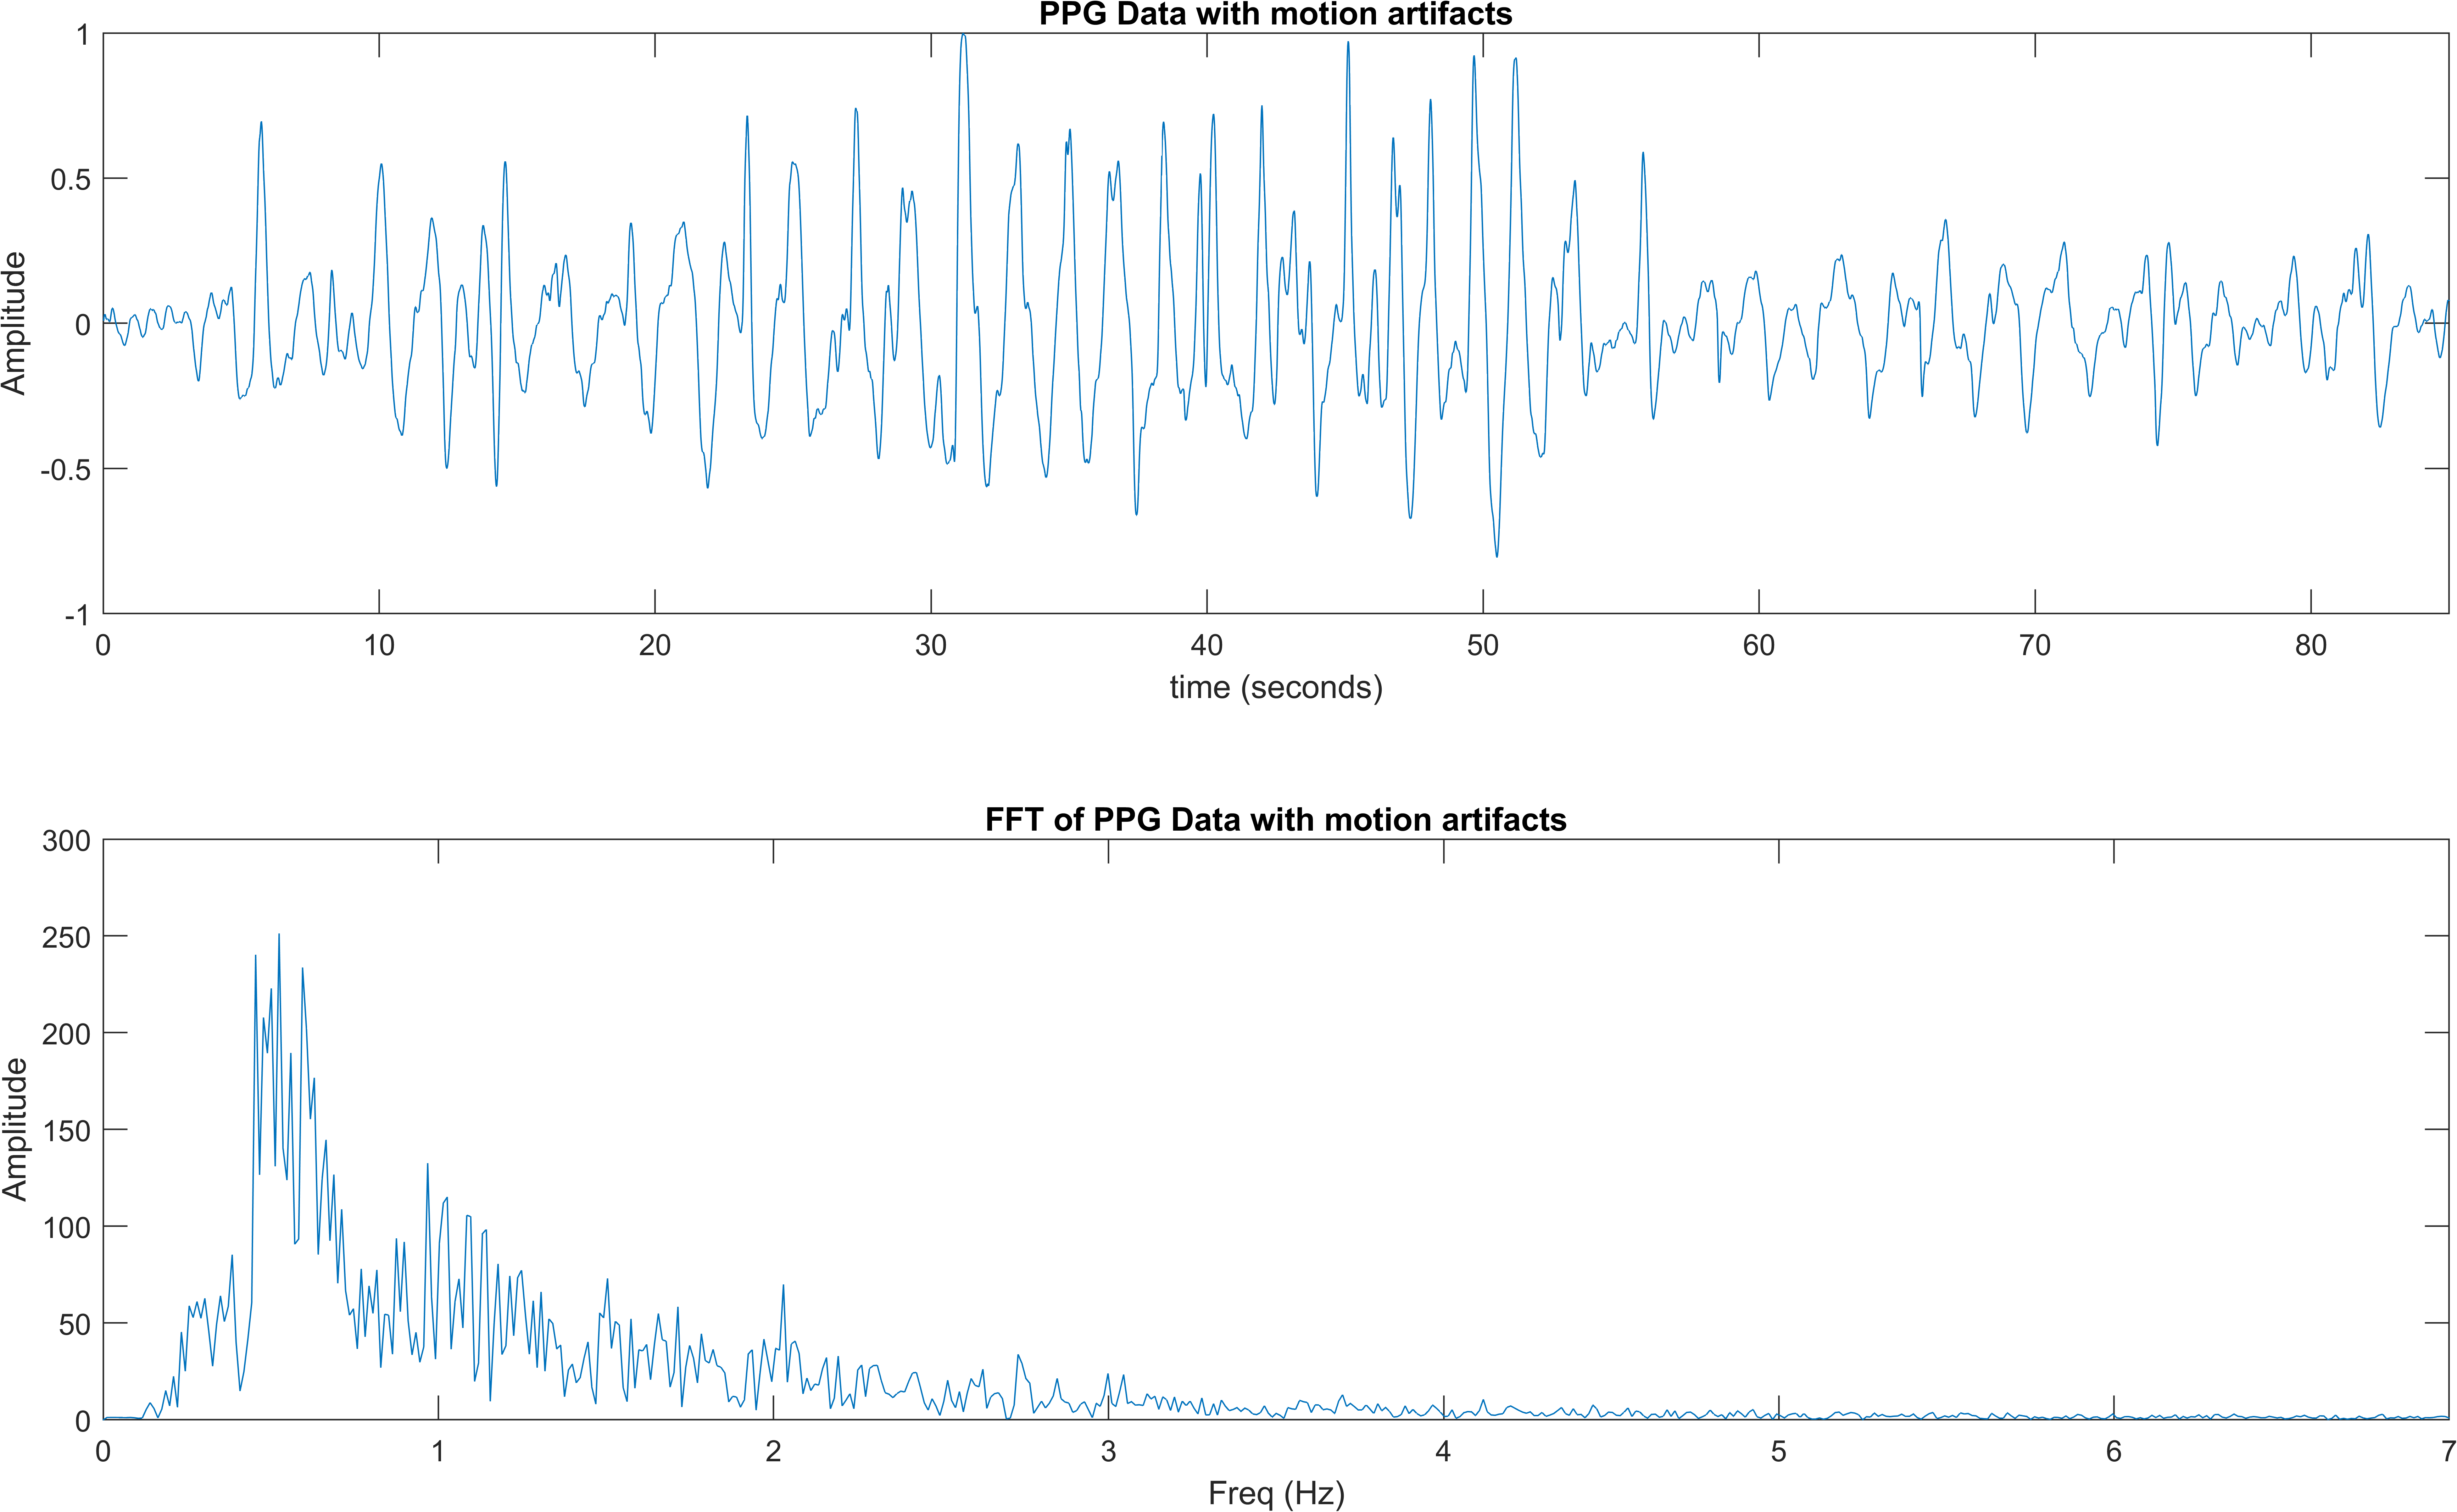 PPG Data with motion artifacts
1
0.5
0
-0.5
-1
Amplitude
0 10 20 30 40 50 60 70 80
time (seconds)
FFT of PPG Data with motion artifacts
300
250
200
150
100
50
0
Amplitude
0 1 2 3 4 5 6 7
Freq (Hz)